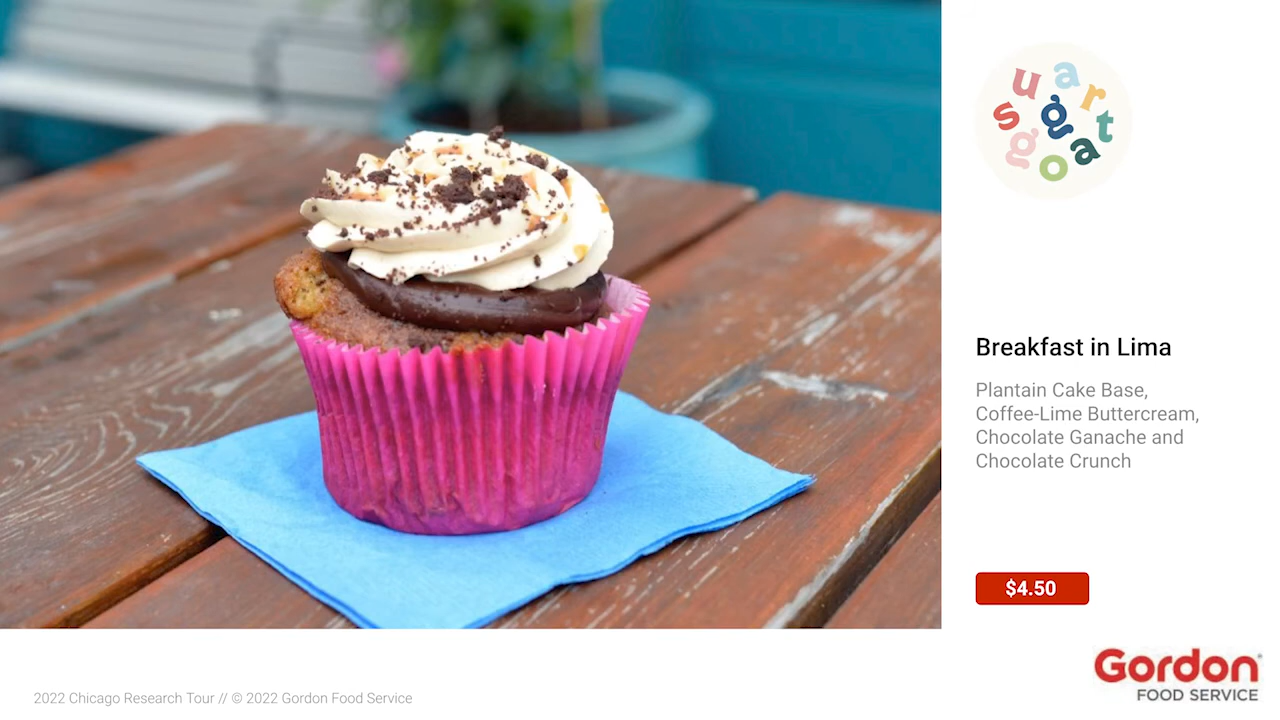 sugar goat
Breakfast in Lima
Plantain Cake Base,
Coffee-Lime Buttercream,
Chocolate Ganache and
Chocolate Crunch
$4.50
Gordon
FOOD SERVICE
2022 Chicago Research Tour // © 2022 Gordon Food Service